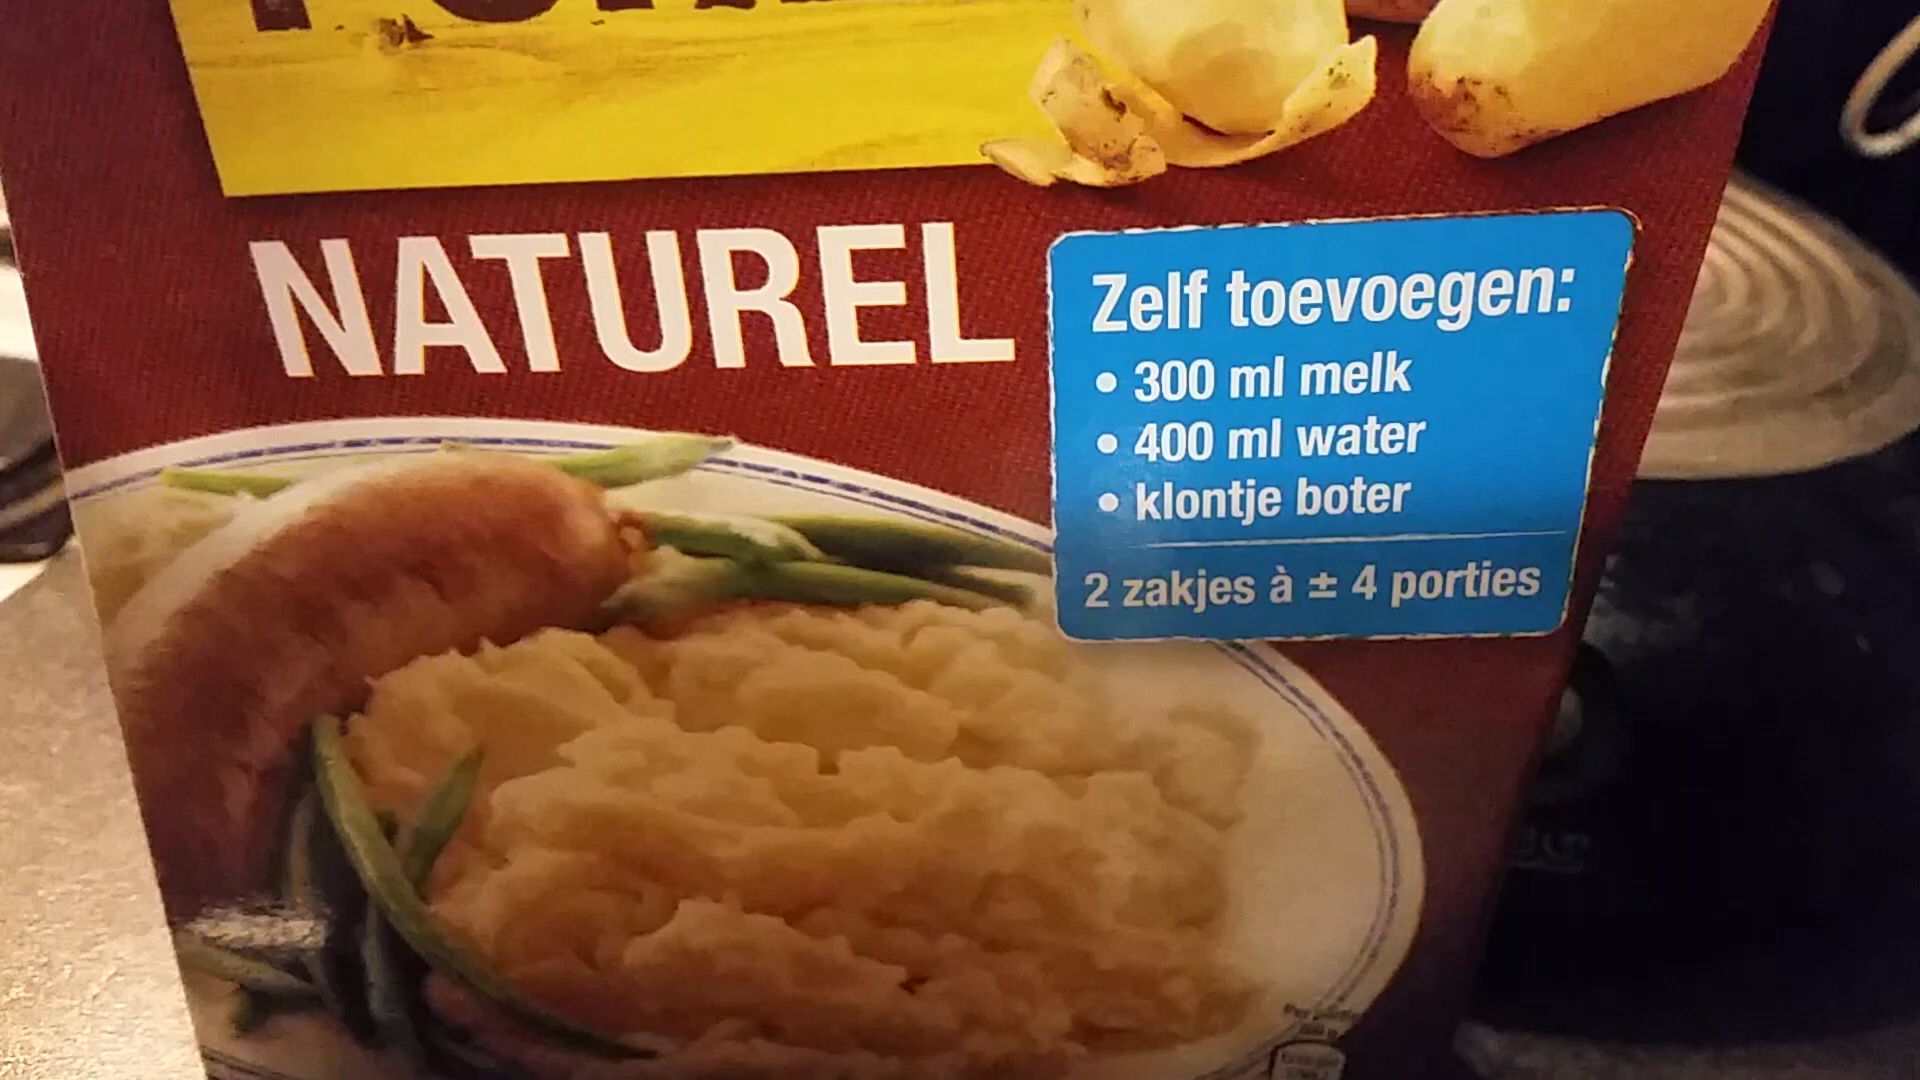 NATUREL
Zelf toevoegen:
• 300 ml melk
• 400 ml water
• klontje boter
2 zakjes à ± 4 porties